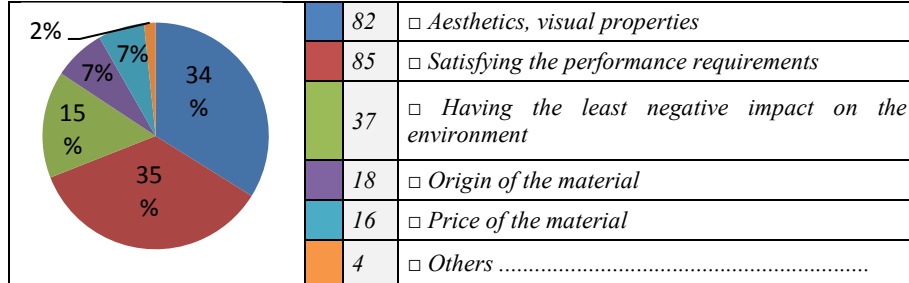 2%
34
%
7%
7%
15
%
35
%
82 □ Aesthetics, visual properties
85 □ Satisfying the performance requirements
37 □ Having the least negative impact on the
environment
18 □ Origin of the material
16 □ Price of the material
4 □ Others .............................................................